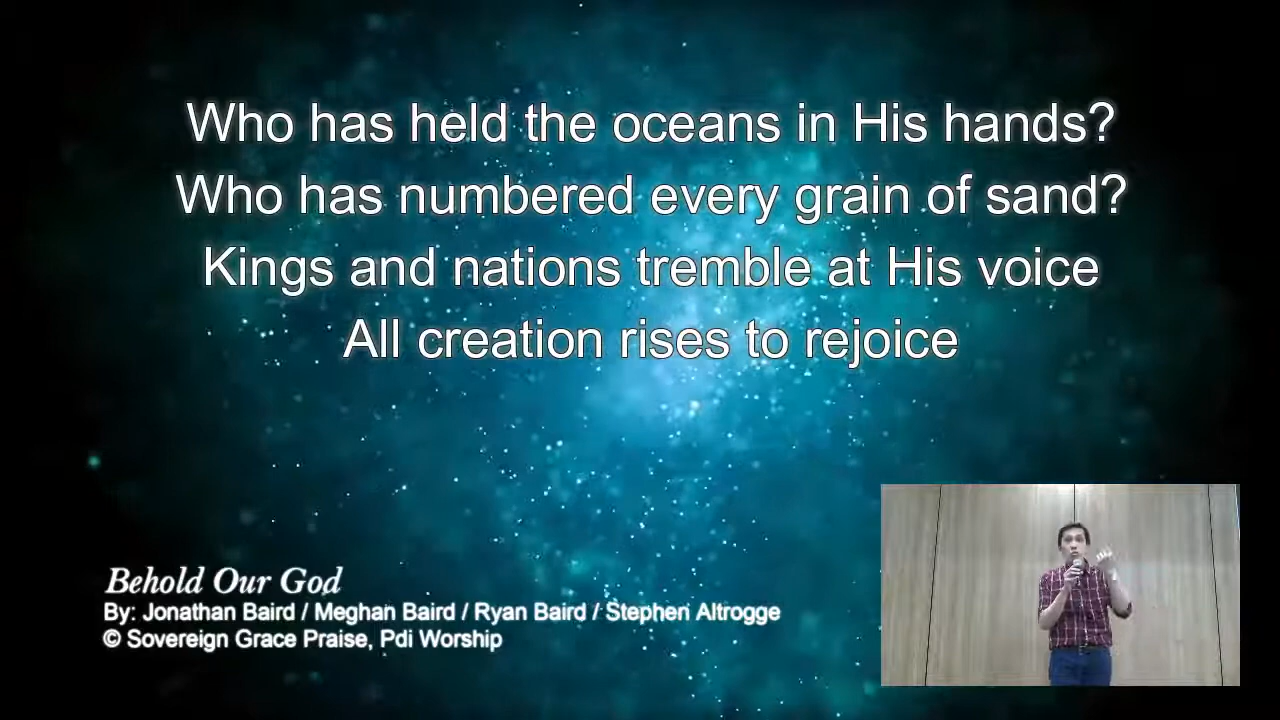 Who has held the oceans in His hands?
Who has numbered every grain of sand?
Kings and nations tremble at His voice
All creation rises to rejoice
Behold Our God
By: Jonathan Baird / Meghan Baird / Ryan Baird / Stephen Altrogge
© Sovereign Grace Praise, Pdi Worship